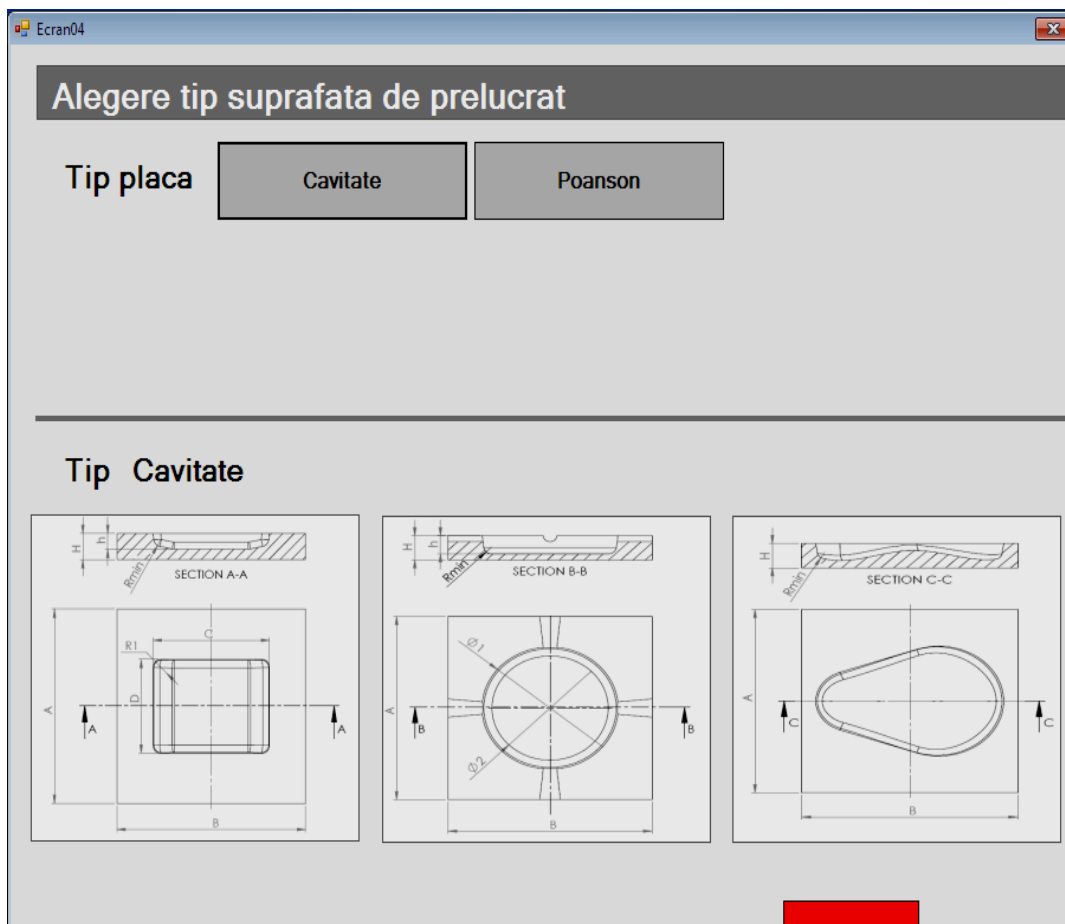 Ecran04
Alegere tip suprafata de prelucrat
Tip placa
Cavitate
Poanson
Tip Cavitate
H
h
Rmin
SECTION A-A
H
h
Rmin
SECTION B-B
H
Rmin
SECTION C-C
C
R1
D
A
A
A
B
Ø1
Ø2
A
B
B
B
A
C
C
B